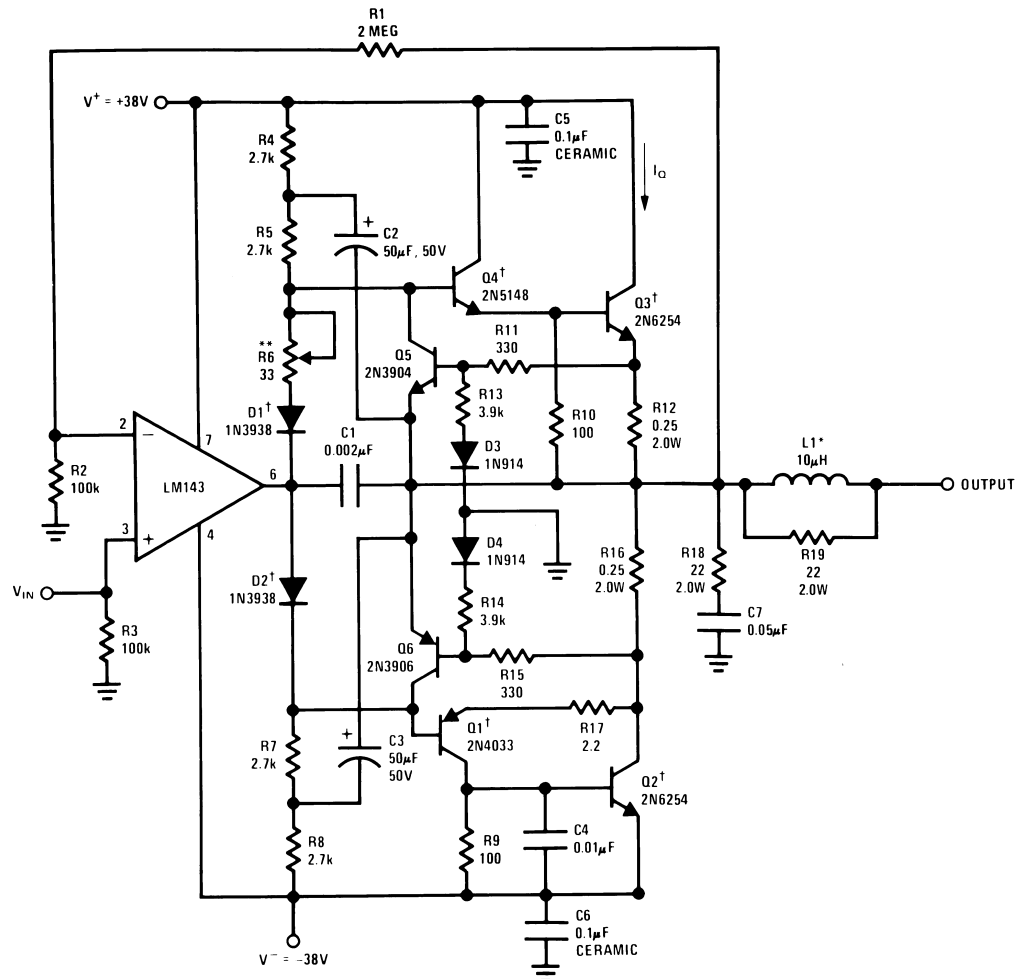 R1
2 MEG
V+ = +38V
R4
2.7k
C5
0.1µF
CERAMIC
IQ
R5
2.7k
+
C2
50µF, 50V
Q4†
2N5148
Q3†
2N6254
**
R6
33
Q5
2N3904
R11
330
R13
3.9k
R10
100
R12
0.25
2.0W
D1†
1N3938
C1
0.002µF
D3
1N914
L1*
10µH
2
−
7
R2
100k
LM143
6
OUTPUT
3
+
4
D4
1N914
R16
0.25
2.0W
R18
22
2.0W
R19
22
2.0W
VIN
D2†
1N3938
R14
3.9k
C7
0.05µF
R3
100k
Q6
2N3906
R15
330
Q1†
2N4033
R17
2.2
R7
2.7k
+
C3
50µF
50V
Q2†
2N6254
R8
2.7k
R9
100
C4
0.01µF
C6
0.1µF
CERAMIC
V− = −38V